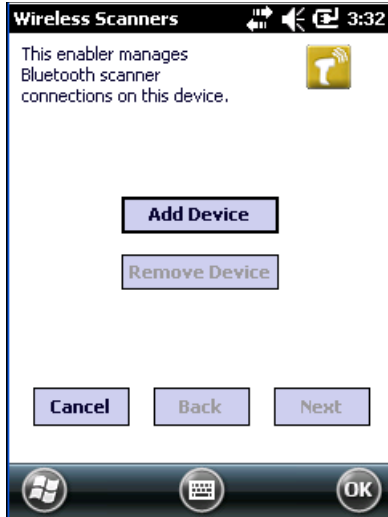 Wireless Scanners 3:32
This enabler manages
Bluetooth scanner
connections on this device.
Add Device
Remove Device
Cancel Back Next
OK